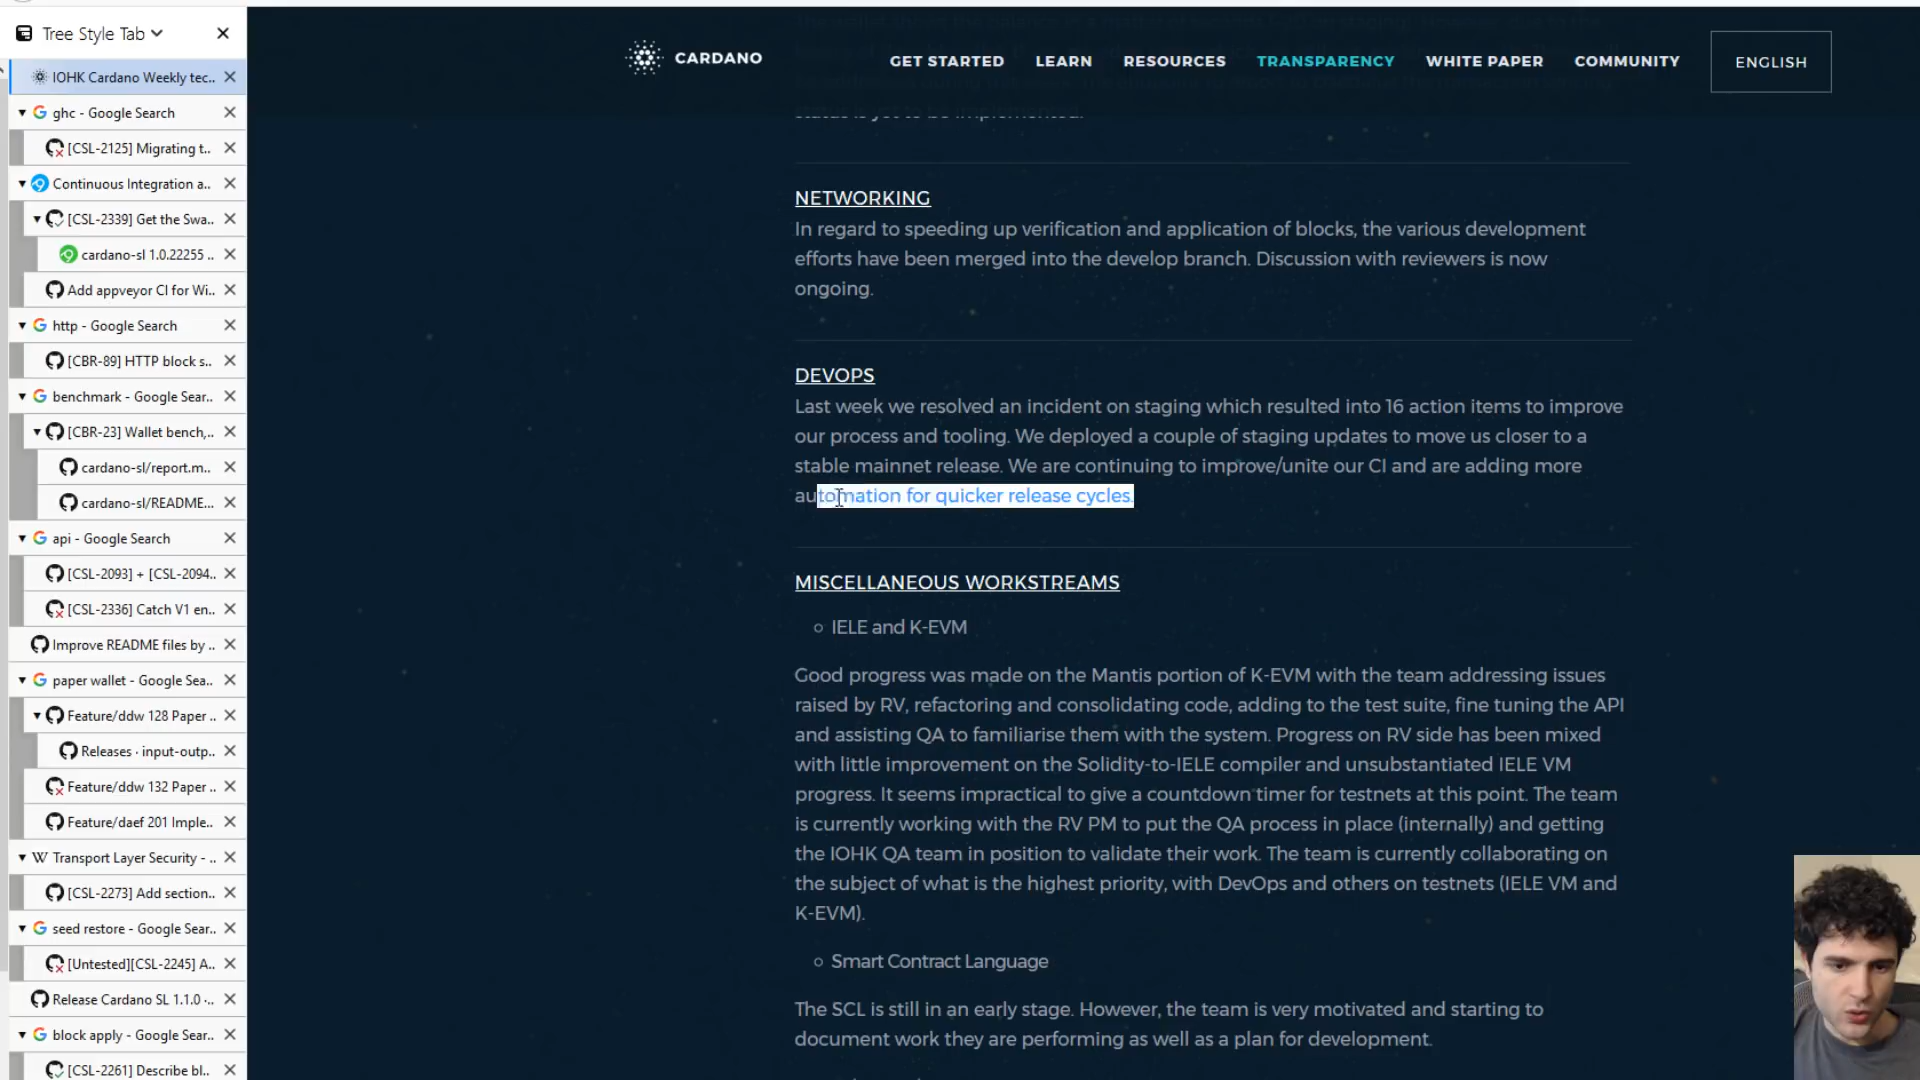 Tree Style Tab
IOHK Cardano Weekly tec..
ghc - Google Search
[CSL-2125] Migrating t..
Continuous Integration a..
[CSL-2339] Get the Swa..
cardano-sl 1.0.22255 ..
Add appveyor CI for Wi..
http - Google Search
[CBR-89] HTTP block s..
benchmark - Google Sear..
[CBR-23] Wallet bench,..
cardano-sl/report.m..
cardano-sl/README...
api - Google Search
[CSL-2093] + [CSL-2094..
[CSL-2336] Catch V1 en..
Improve README files by ..
paper wallet - Google Sea..
Feature/ddw 128 Paper ..
Releases · input-outp..
Feature/ddw 132 Paper ..
Feature/daef 201 Imple..
Transport Layer Security - ..
[CSL-2273] Add section..
seed restore - Google Sear..
[Untested][CSL-2245] A..
Release Cardano SL 1.1.0 ·..
block apply - Google Sear..
[CSL-2261] Describe bl..
CARDANO
GET STARTED LEARN RESOURCES TRANSPARENCY WHITE PAPER COMMUNITY ENGLISH
status is yet to be implemented.
NETWORKING
In regard to speeding up verification and application of blocks, the various development
efforts have been merged into the develop branch. Discussion with reviewers is now
ongoing.
DEVOPS
Last week we resolved an incident on staging which resulted into 16 action items to improve
our process and tooling. We deployed a couple of staging updates to move us closer to a
stable mainnet release. We are continuing to improve/unite our CI and are adding more
automation for quicker release cycles.
MISCELLANEOUS WORKSTREAMS
IELE and K-EVM
Good progress was made on the Mantis portion of K-EVM with the team addressing issues
raised by RV, refactoring and consolidating code, adding to the test suite, fine tuning the API
and assisting QA to familiarise them with the system. Progress on RV side has been mixed
with little improvement on the Solidity-to-IELE compiler and unsubstantiated IELE VM
progress. It seems impractical to give a countdown timer for testnets at this point. The team
is currently working with the RV PM to put the QA process in place (internally) and getting
the IOHK QA team in position to validate their work. The team is currently collaborating on
the subject of what is the highest priority, with DevOps and others on testnets (IELE VM and
K-EVM).
Smart Contract Language
The SCL is still in an early stage. However, the team is very motivated and starting to
document work they are performing as well as a plan for development.